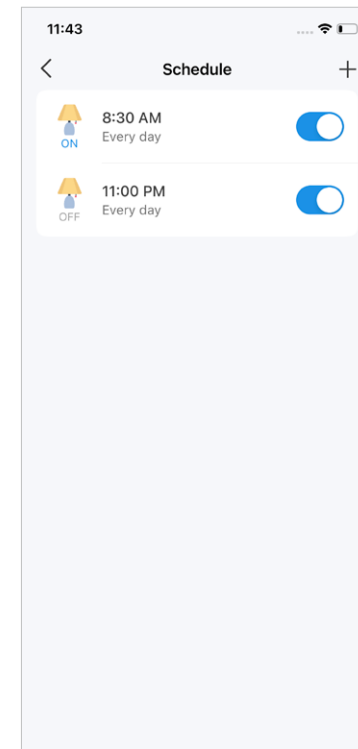 11:43
Schedule
8:30 AM
ON
Every day
11:00 PM
OFF
Every day